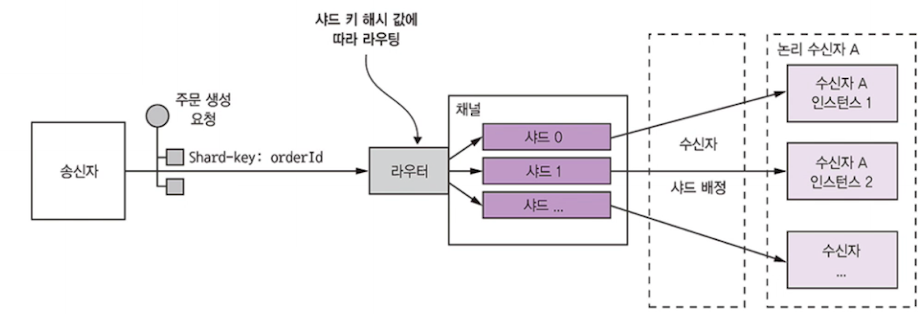 샤드 키 해시 값에
따라 라우팅
주문 생성
요청
송신자
Shard-key: orderId
라우터
채널
샤드 0
샤드 1
샤드 ...
수신자
샤드 배정
논리 수신자 A
수신자 A
인스턴스 1
수신자 A
인스턴스 2
수신자
...